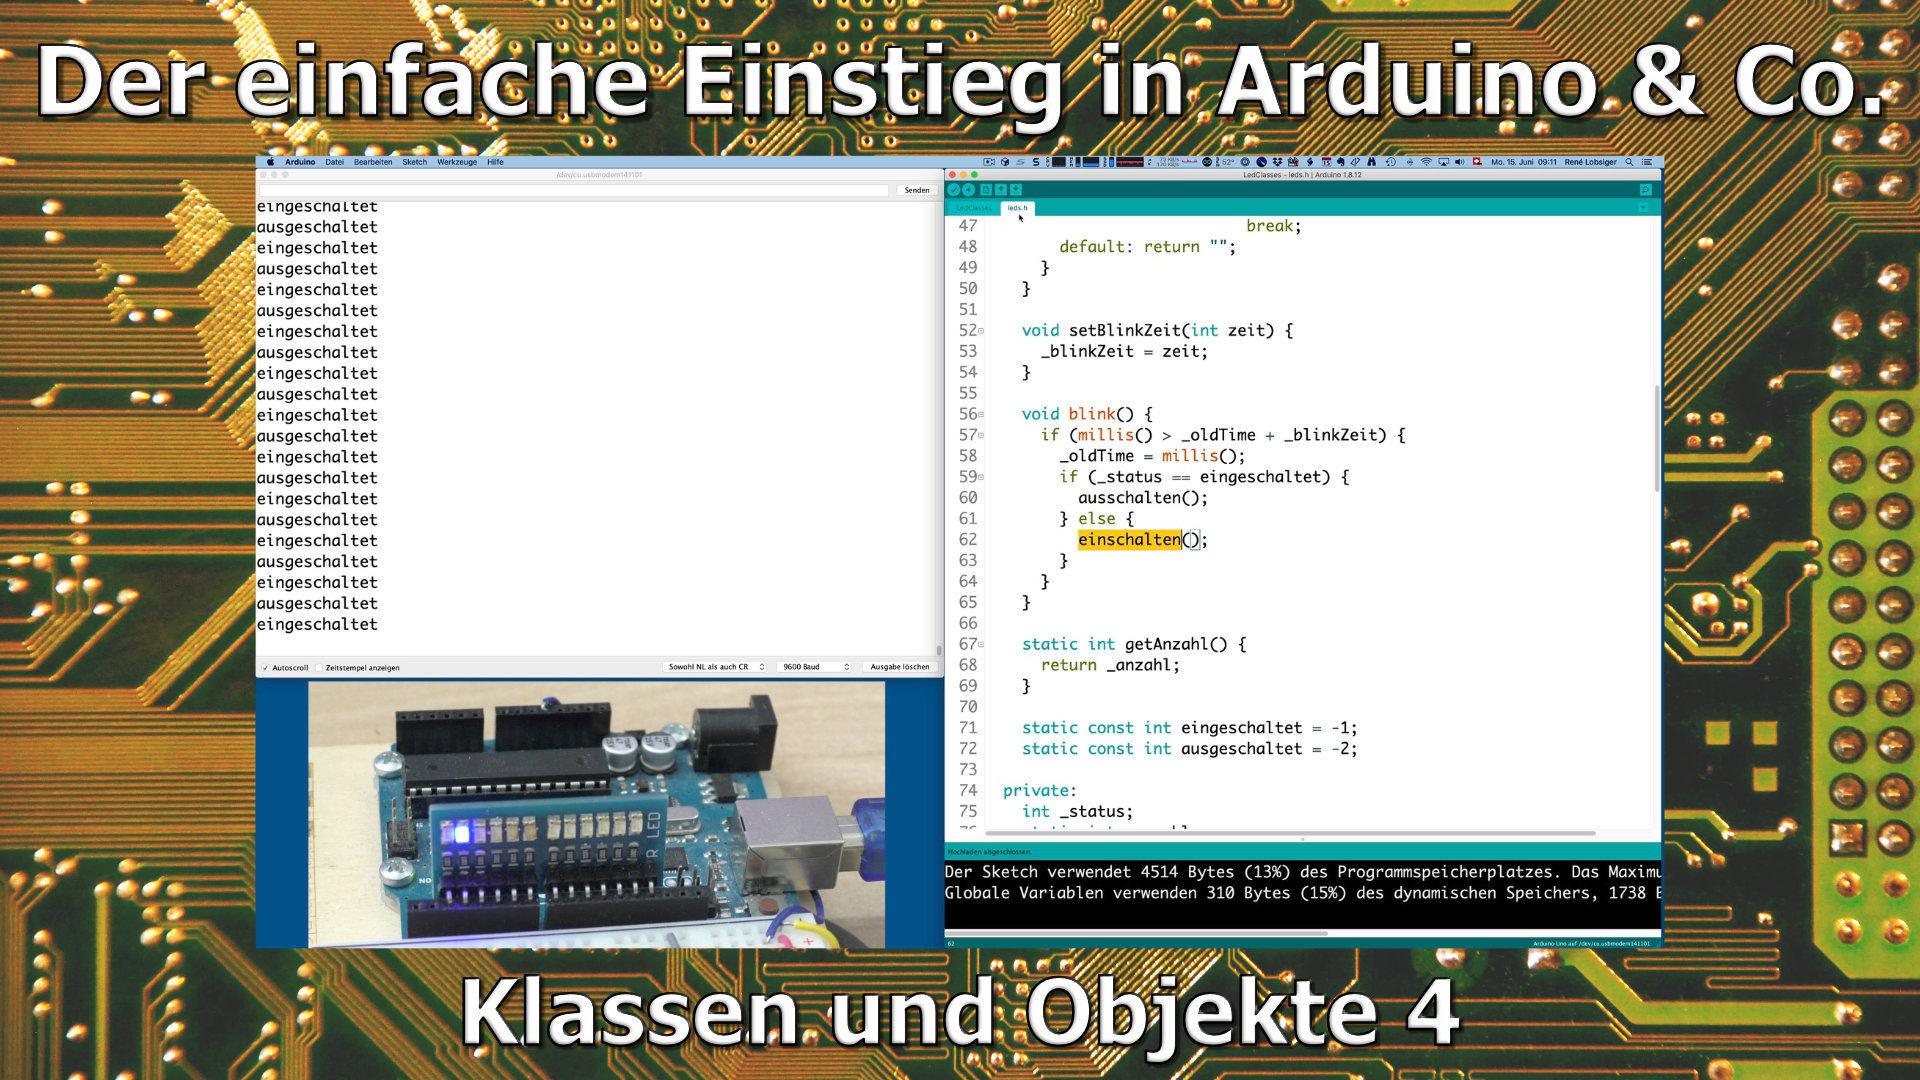 Der einfache Einstieg in Arduino & Co.
Arduino Datei Bearbeiten Sketch Werkzeuge Hilfe
Mo. 15. Juni 09:11 René Lobsiger
/dev/cu.usbmodem141101
Senden
eingeschaltet
ausgeschaltet
eingeschaltet
ausgeschaltet
eingeschaltet
ausgeschaltet
eingeschaltet
ausgeschaltet
eingeschaltet
ausgeschaltet
eingeschaltet
ausgeschaltet
eingeschaltet
ausgeschaltet
eingeschaltet
ausgeschaltet
eingeschaltet
ausgeschaltet
eingeschaltet
ausgeschaltet
eingeschaltet
Autoscroll Zeitstempel anzeigen Sowohl NL als auch CR 9600 Baud Ausgabe löschen
LED
LedClasses - leds.h | Arduino 1.8.12
LedClasses leds.h
47 break;
48 default: return "";
49 }
50 }
51
52 void setBlinkZeit(int zeit) {
53 _blinkZeit = zeit;
54 }
55
56 void blink() {
57 if (millis() > _oldTime + _blinkZeit) {
58 _oldTime = millis();
59 if (_status == eingeschaltet) {
60 ausschalten();
61 } else {
62 einschalten();
63 }
64 }
65 }
66
67 static int getAnzahl() {
68 return _anzahl;
69 }
70
71 static const int eingeschaltet = -1;
72 static const int ausgeschaltet = -2;
73
74 private:
75 int _status;
Hochladen abgeschlossen.
Der Sketch verwendet 4514 Bytes (13%) des Programmspeicherplatzes. Das Maximu
Globale Variablen verwenden 310 Bytes (15%) des dynamischen Speichers, 1738 B
62 Arduino Uno auf /dev/cu.usbmodem141101
Klassen und Objekte 4